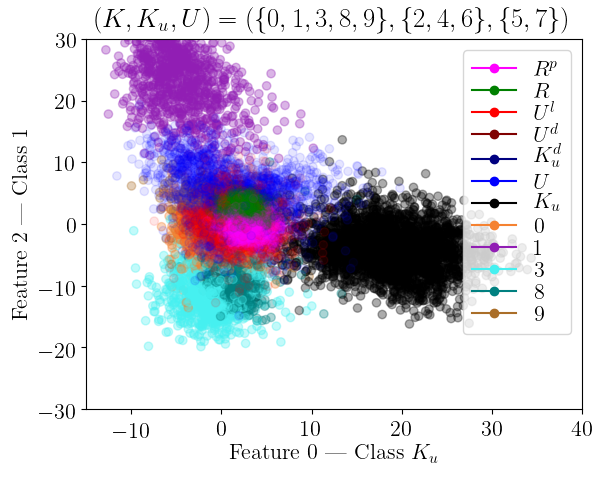 (K, K_u, U) = ({0, 1, 3, 8, 9}, {2, 4, 6}, {5, 7})
30
20
10
0
−10
−20
−30
Feature 2 — Class 1
−10 0 10 20 30 40
Feature 0 — Class K_u
R^p
R
U^l
U^d
K_u^d
U
K_u
0
1
3
8
9